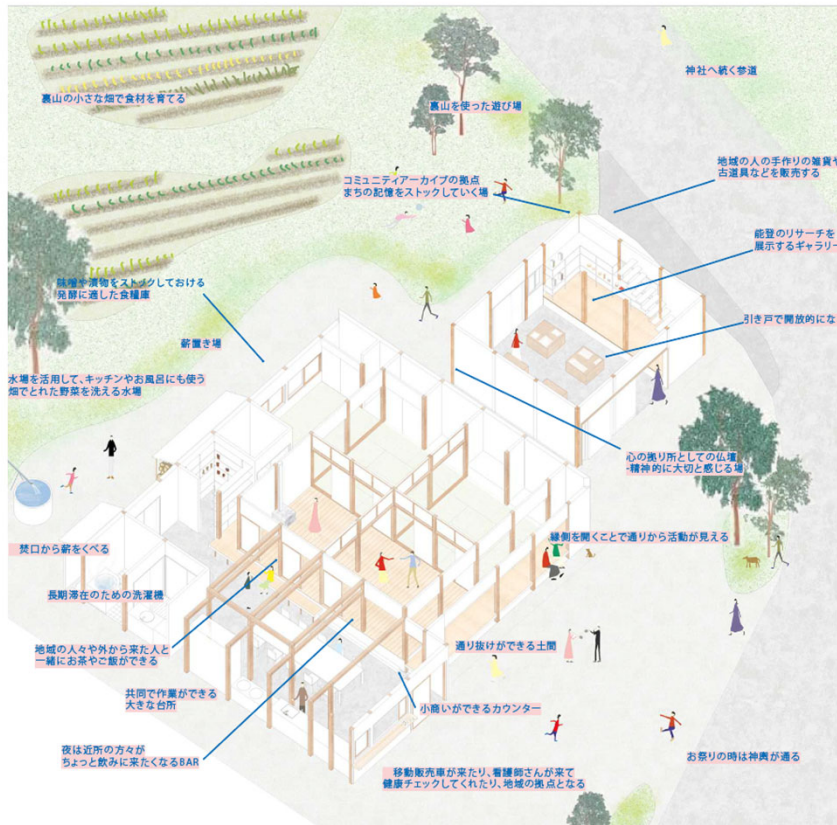 裏山の小さな畑で食材を育てる
神社へ続く参道
裏山を使った遊び場
地域の人の手作りの雑貨や
古道具などを販売する
コミュニティアーカイブの拠点
まちの記憶をストックしていく場
能登のリサーチを
展示するギャラリー
味噌や漬物をストックしておける
発酵に適した食糧庫
引き戸で開放的にな
薪置き場
水場を活用して、キッチンやお風呂にも使う
畑でとれた野菜を洗える水場
心の拠り所としての仏壇
-精神的に大切と感じる場
縁側を開くことで通りから活動が見える
焚口から薪をくべる
長期滞在のための洗濯機
地域の人々や外から来た人と
一緒にお茶やご飯ができる
通り抜けができる土間
共同で作業ができる
大きな台所
小商いができるカウンター
夜は近所の方々が
ちょっと飲みに来たくなるBAR
お祭りの時は神輿が通る
移動販売車が来たり、看護師さんが来て
健康チェックしてくれたり、地域の拠点となる